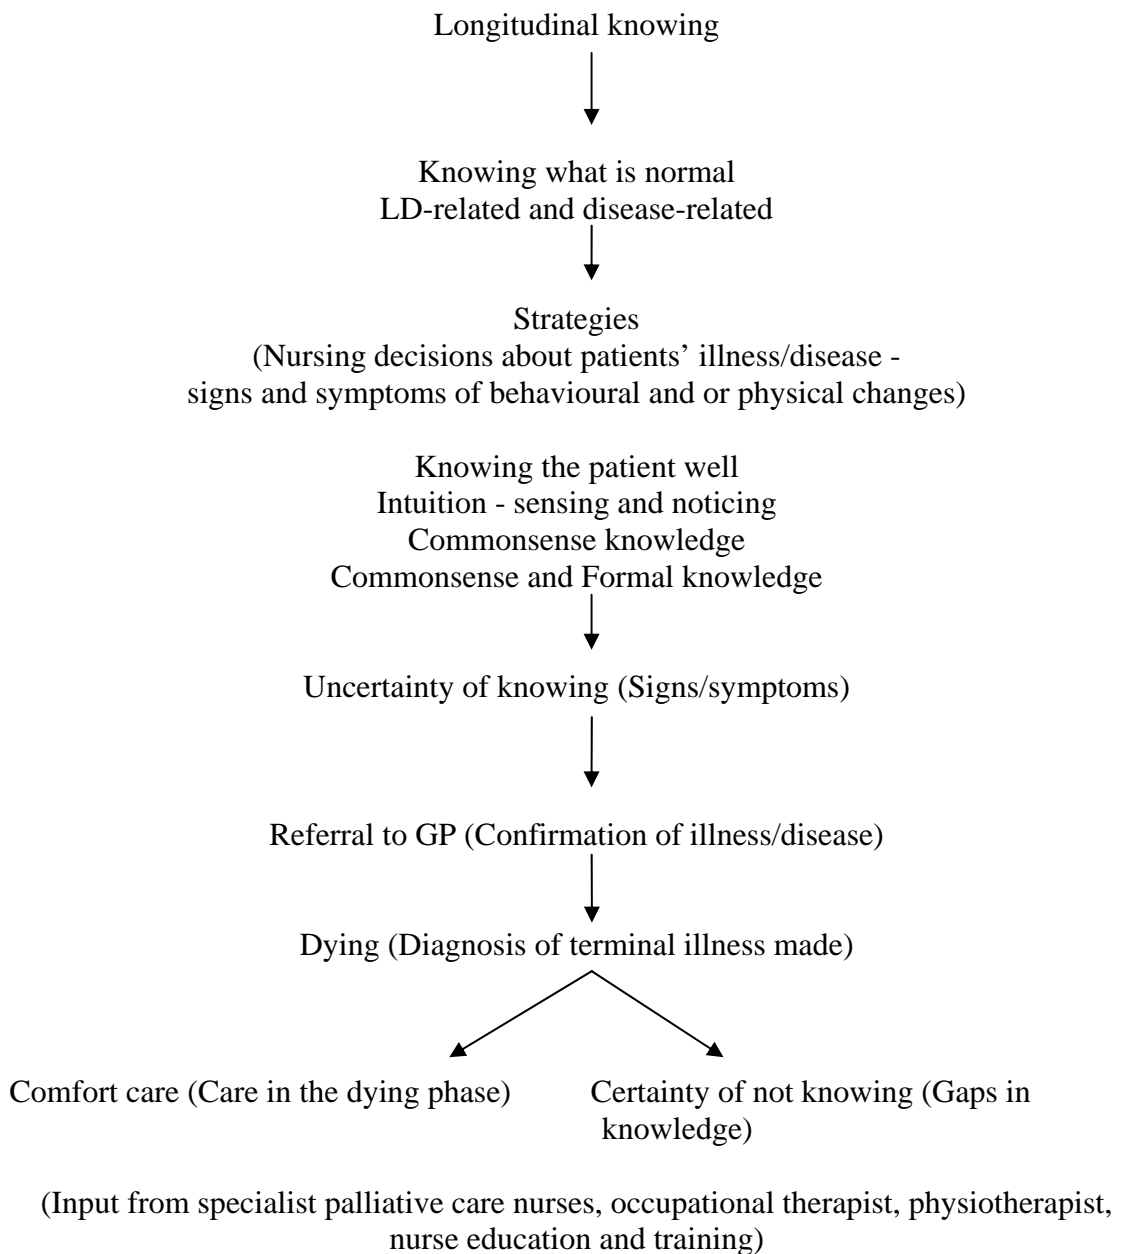 Longitudinal knowing
Knowing what is normal
LD-related and disease-related
Strategies
(Nursing decisions about patients’ illness/disease -
signs and symptoms of behavioural and or physical changes)
Knowing the patient well
Intuition - sensing and noticing
Commonsense knowledge
Commonsense and Formal knowledge
Uncertainty of knowing (Signs/symptoms)
Referral to GP (Confirmation of illness/disease)
Dying (Diagnosis of terminal illness made)
Comfort care (Care in the dying phase)
Certainty of not knowing (Gaps in
knowledge)
(Input from specialist palliative care nurses, occupational therapist, physiotherapist,
nurse education and training)